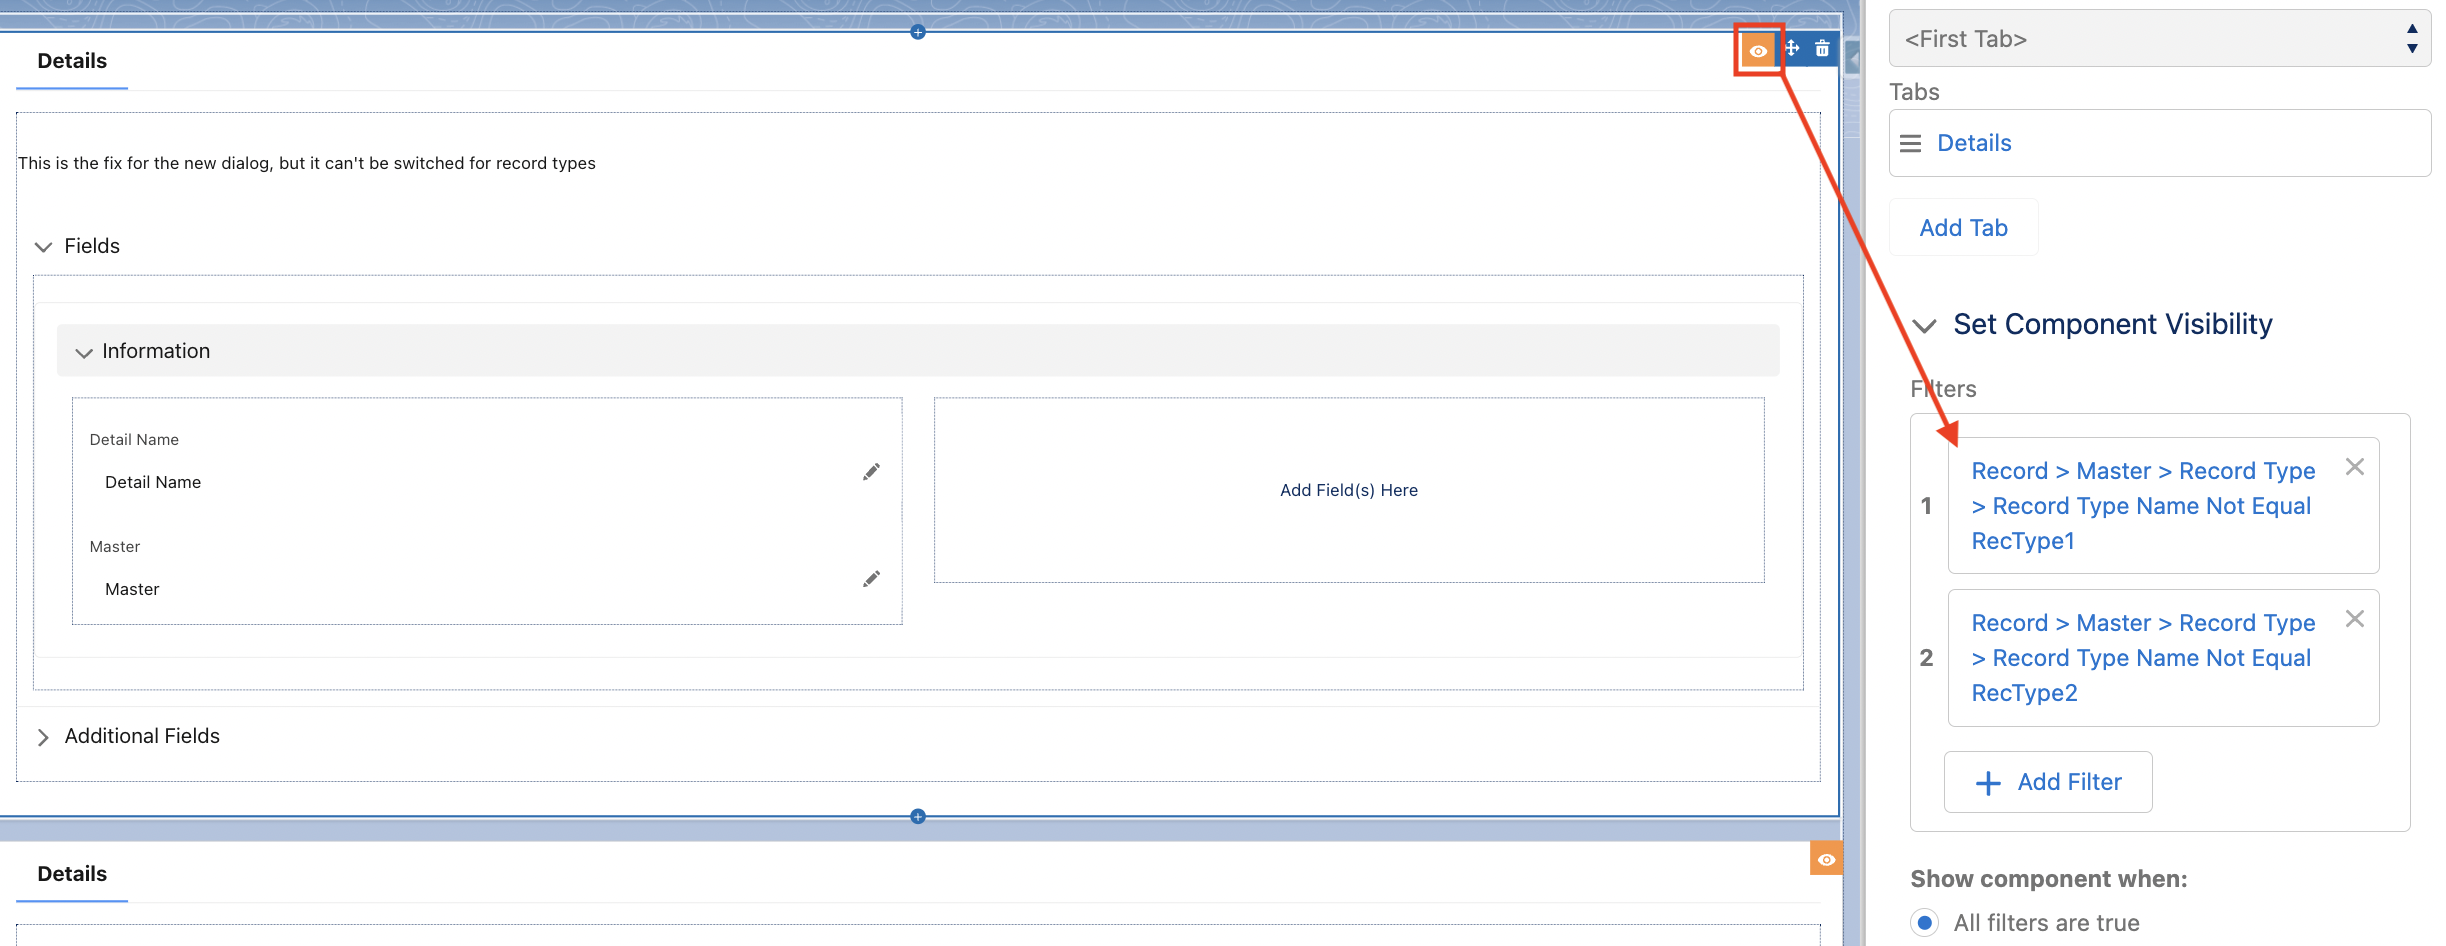 Details
This is the fix for the new dialog, but it can't be switched for record types
Fields
Information
Detail Name
Detail Name
Master
Master
Add Field(s) Here
Additional Fields
Details
<First Tab>
Tabs
Details
Add Tab
Set Component Visibility
Filters
1
Record > Master > Record Type
> Record Type Name Not Equal
RecType1
2
Record > Master > Record Type
> Record Type Name Not Equal
RecType2
Add Filter
Show component when:
All filters are true